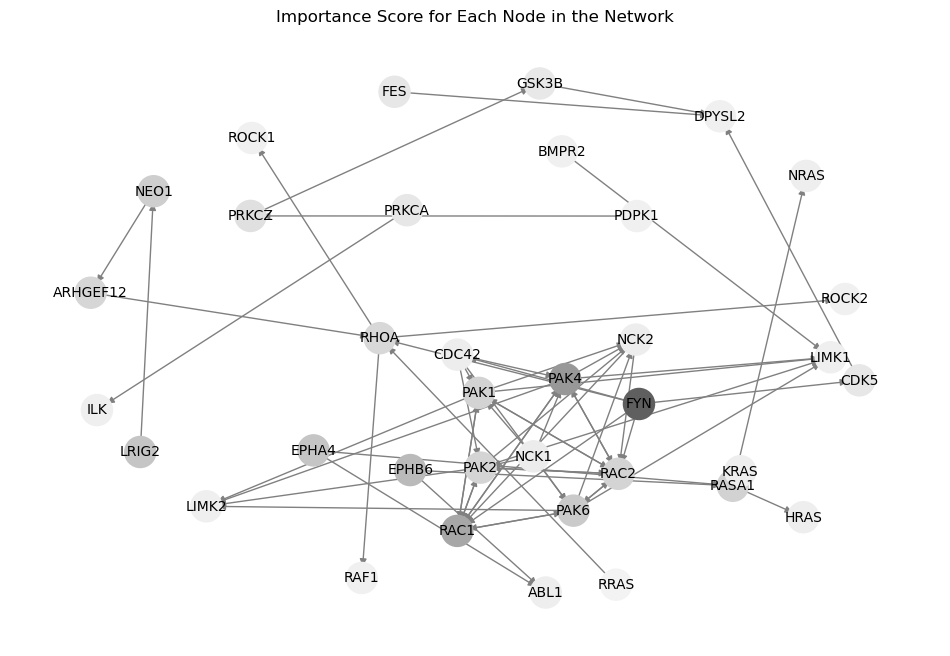 Importance Score for Each Node in the Network
GSK3B
FES
DPYSL2
ROCK1
BMPR2
NRAS
NEO1
PRKCZ
PRKCA
PDPK1
ARHGEF12
ROCK2
RHOA
NCK2
CDC42
LIMK1
PAK4
CDK5
PAK1
FYN
ILK
LRIG2
EPHA4
NCK1
EPHB6
PAK2
RAC2
KRAS
RASA1
LIMK2
PAK6
HRAS
RAC1
RAF1
RRAS
ABL1